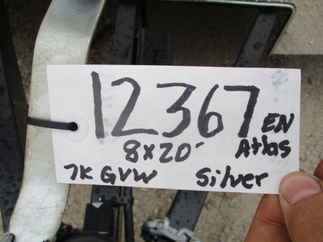 12367 EN
8x20' Atlas
7K GVW Silver